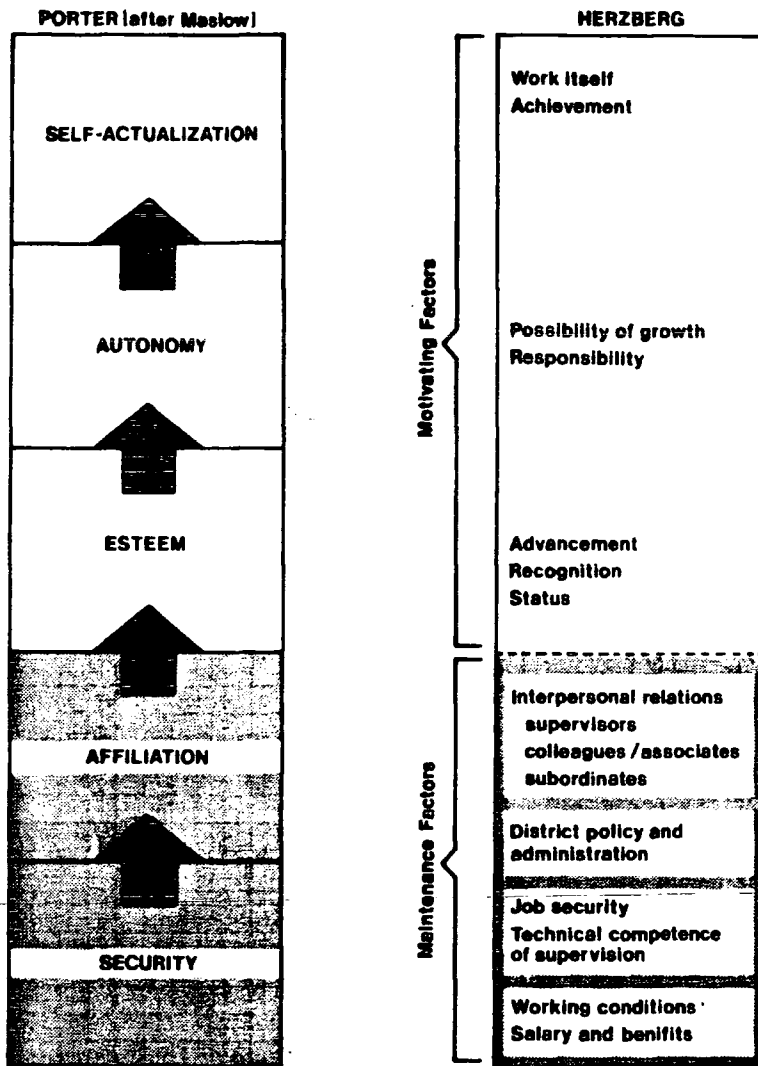 PORTER [after Maslow]
SELF-ACTUALIZATION
AUTONOMY
ESTEEM
AFFILIATION
SECURITY
Motivating Factors
Maintenance Factors
HERZBERG
Work itself
Achievement
Possibility of growth
Responsibility
Advancement
Recognition
Status
Interpersonal relations
supervisors
colleagues/associates
subordinates
District policy and
administration
Job security
Technical competence
of supervision
Working conditions
Salary and benifits